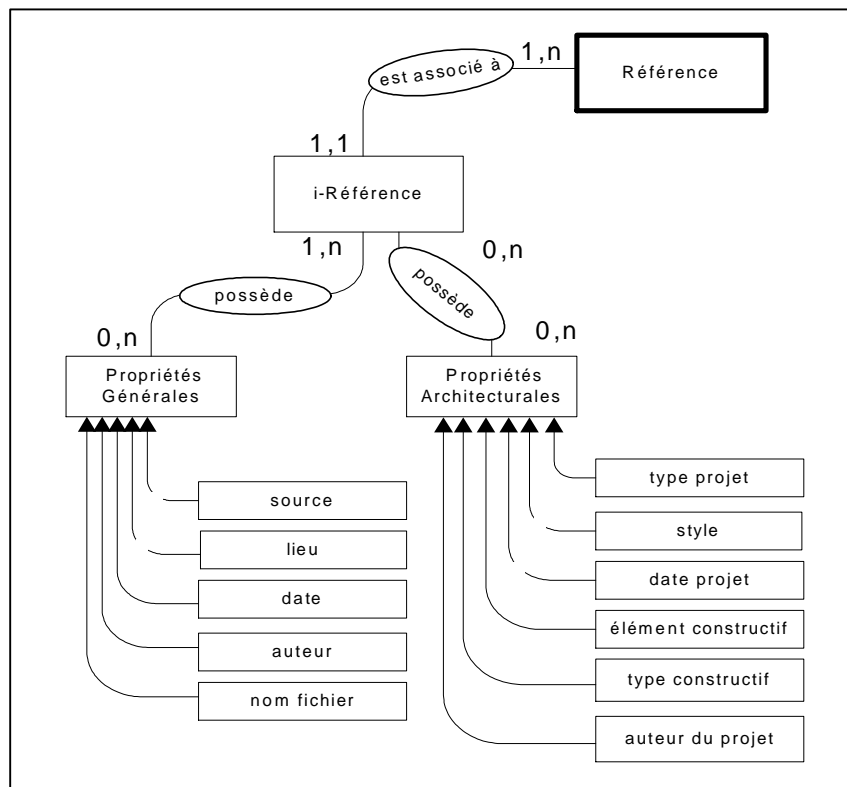 est associé à
1,n
Référence
1,1
i-Référence
1,n
0,n
possède
possède
0,n
0,n
Propriétés
Générales
Propriétés
Architecturales
source
lieu
date
auteur
nom fichier
type projet
style
date projet
élément constructif
type constructif
auteur du projet